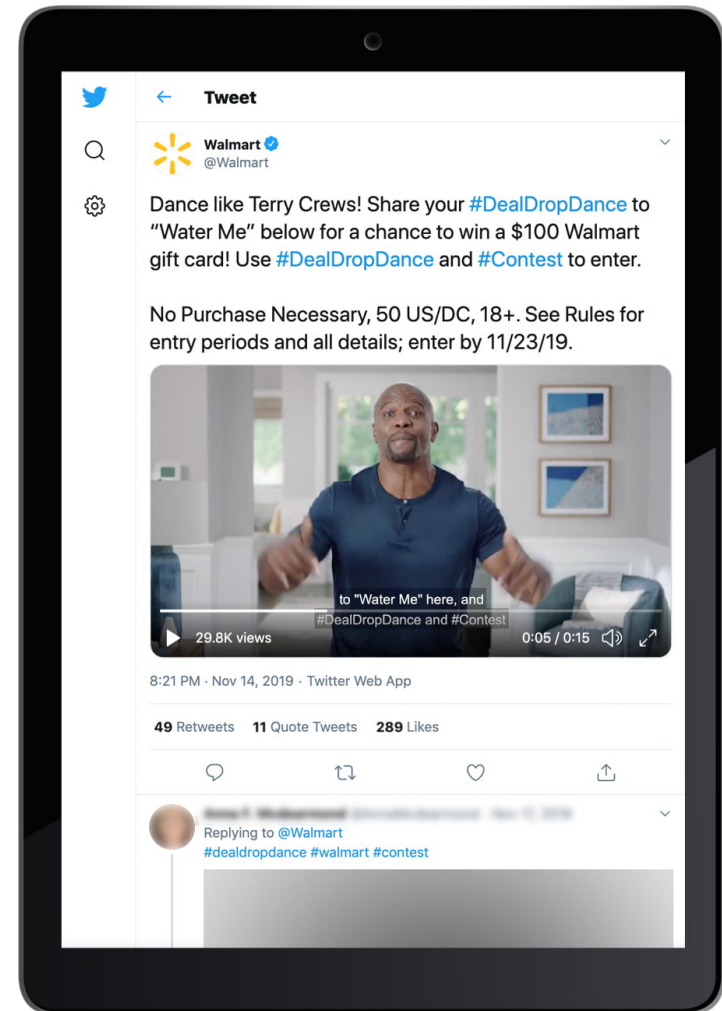 Tweet
Walmart
@Walmart
Dance like Terry Crews! Share your #DealDropDance to
“Water Me” below for a chance to win a $100 Walmart
gift card! Use #DealDropDance and #Contest to enter.
No Purchase Necessary, 50 US/DC, 18+. See Rules for
entry periods and all details; enter by 11/23/19.
to "Water Me" here, and
#DealDropDance and #Contest
29.8K views
0:05 / 0:15
8:21 PM · Nov 14, 2019 · Twitter Web App
49 Retweets 11 Quote Tweets 289 Likes
Replying to @Walmart
#dealdropdance #walmart #contest